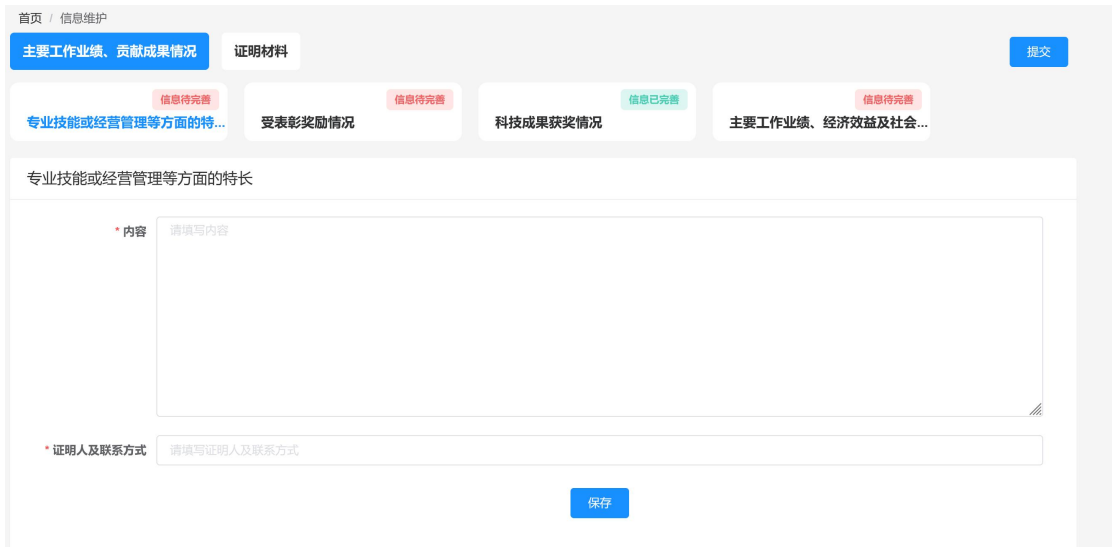 首页 / 信息维护
主要工作业绩、贡献成果情况 证明材料 提交
信息待完善 信息待完善 信息已完善 信息待完善
专业技能或经营管理等方面的特... 受表彰奖励情况 科技成果获奖情况 主要工作业绩、经济效益及社会...
专业技能或经营管理等方面的特长
* 内容 请填写内容
* 证明人及联系方式 请填写证明人及联系方式
保存